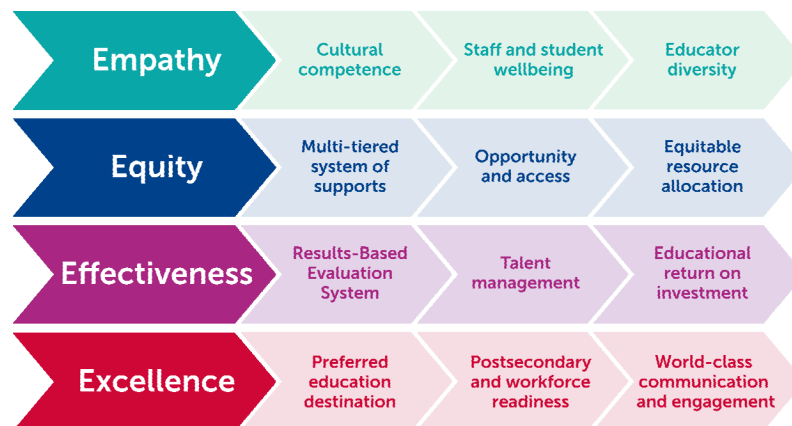 Empathy
Cultural
competence
Staff and student
wellbeing
Educator
diversity
Equity
Multi-tiered
system of
supports
Opportunity
and access
Equitable
resource
allocation
Effectiveness
Results-Based
Evaluation
System
Talent
management
Educational
return on
investment
Excellence
Preferred
education
destination
Postsecondary
and workforce
readiness
World-class
communication
and engagement